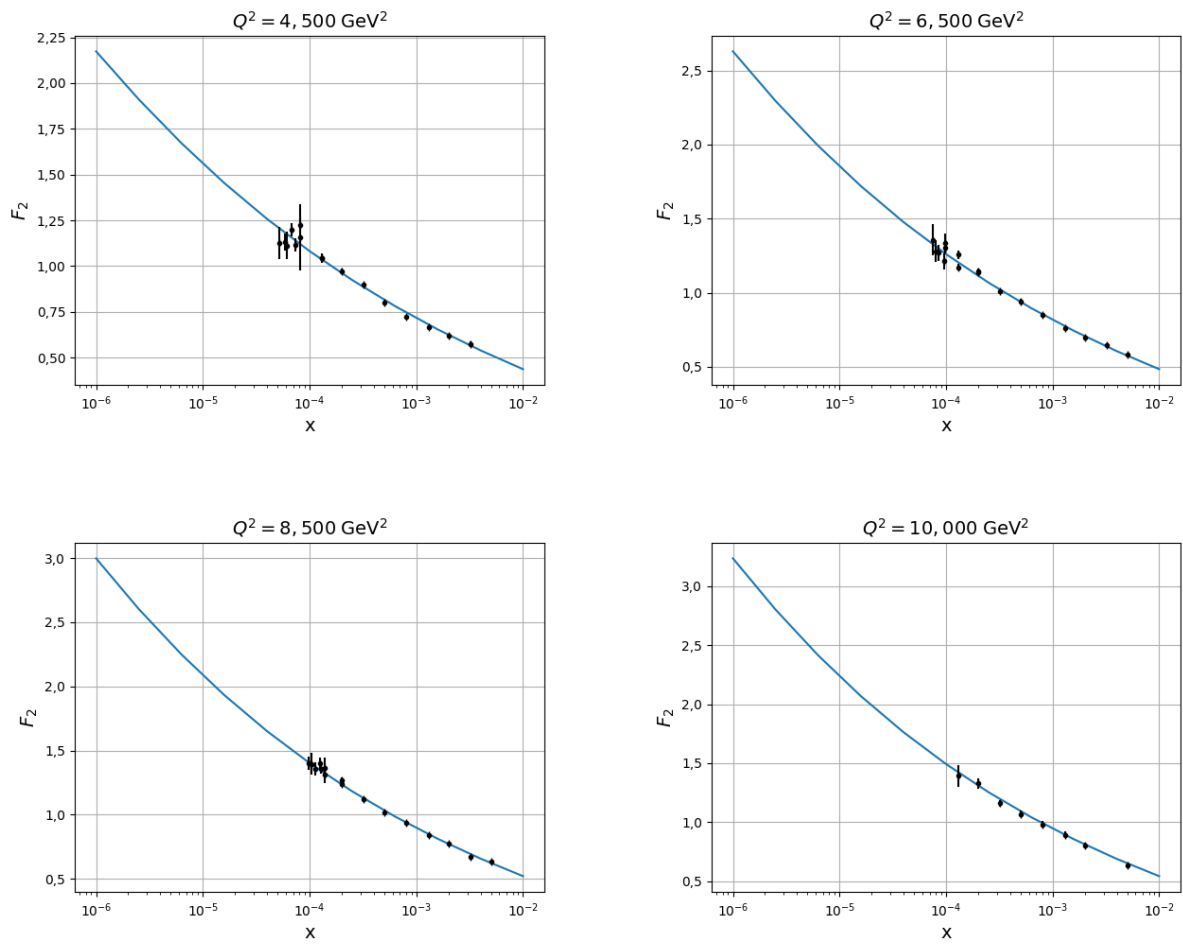 Q² = 4, 500 GeV²
2,25
2,00
1,75
1,50
1,25
1,00
0,75
0,50
F₂
10⁻⁶ 10⁻⁵ 10⁻⁴ 10⁻³ 10⁻²
x
Q² = 6, 500 GeV²
2,5
2,0
1,5
1,0
0,5
F₂
10⁻⁶ 10⁻⁵ 10⁻⁴ 10⁻³ 10⁻²
x
Q² = 8, 500 GeV²
3,0
2,5
2,0
1,5
1,0
0,5
F₂
10⁻⁶ 10⁻⁵ 10⁻⁴ 10⁻³ 10⁻²
x
Q² = 10, 000 GeV²
3,0
2,5
2,0
1,5
1,0
0,5
F₂
10⁻⁶ 10⁻⁵ 10⁻⁴ 10⁻³ 10⁻²
x